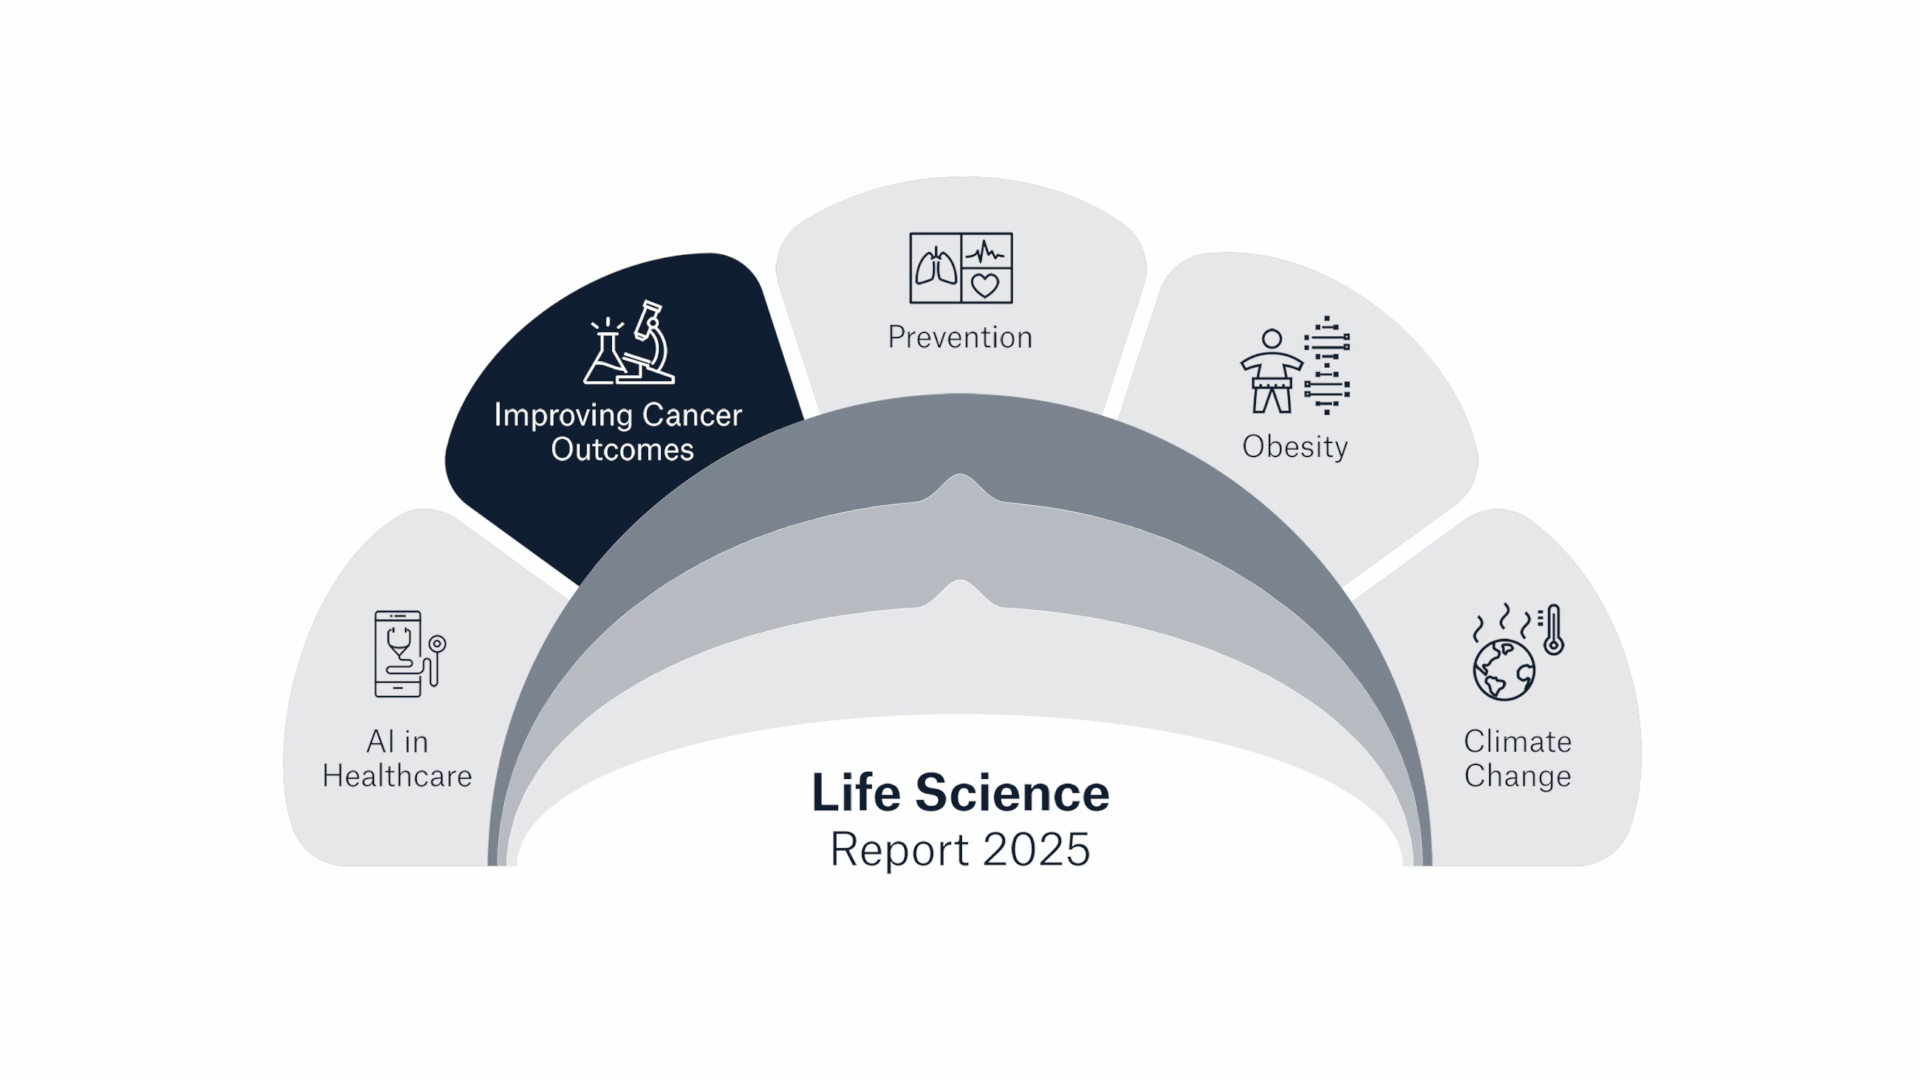 Prevention
Improving Cancer
Outcomes
Obesity
AI in
Healthcare
Climate
Change
Life Science
Report 2025